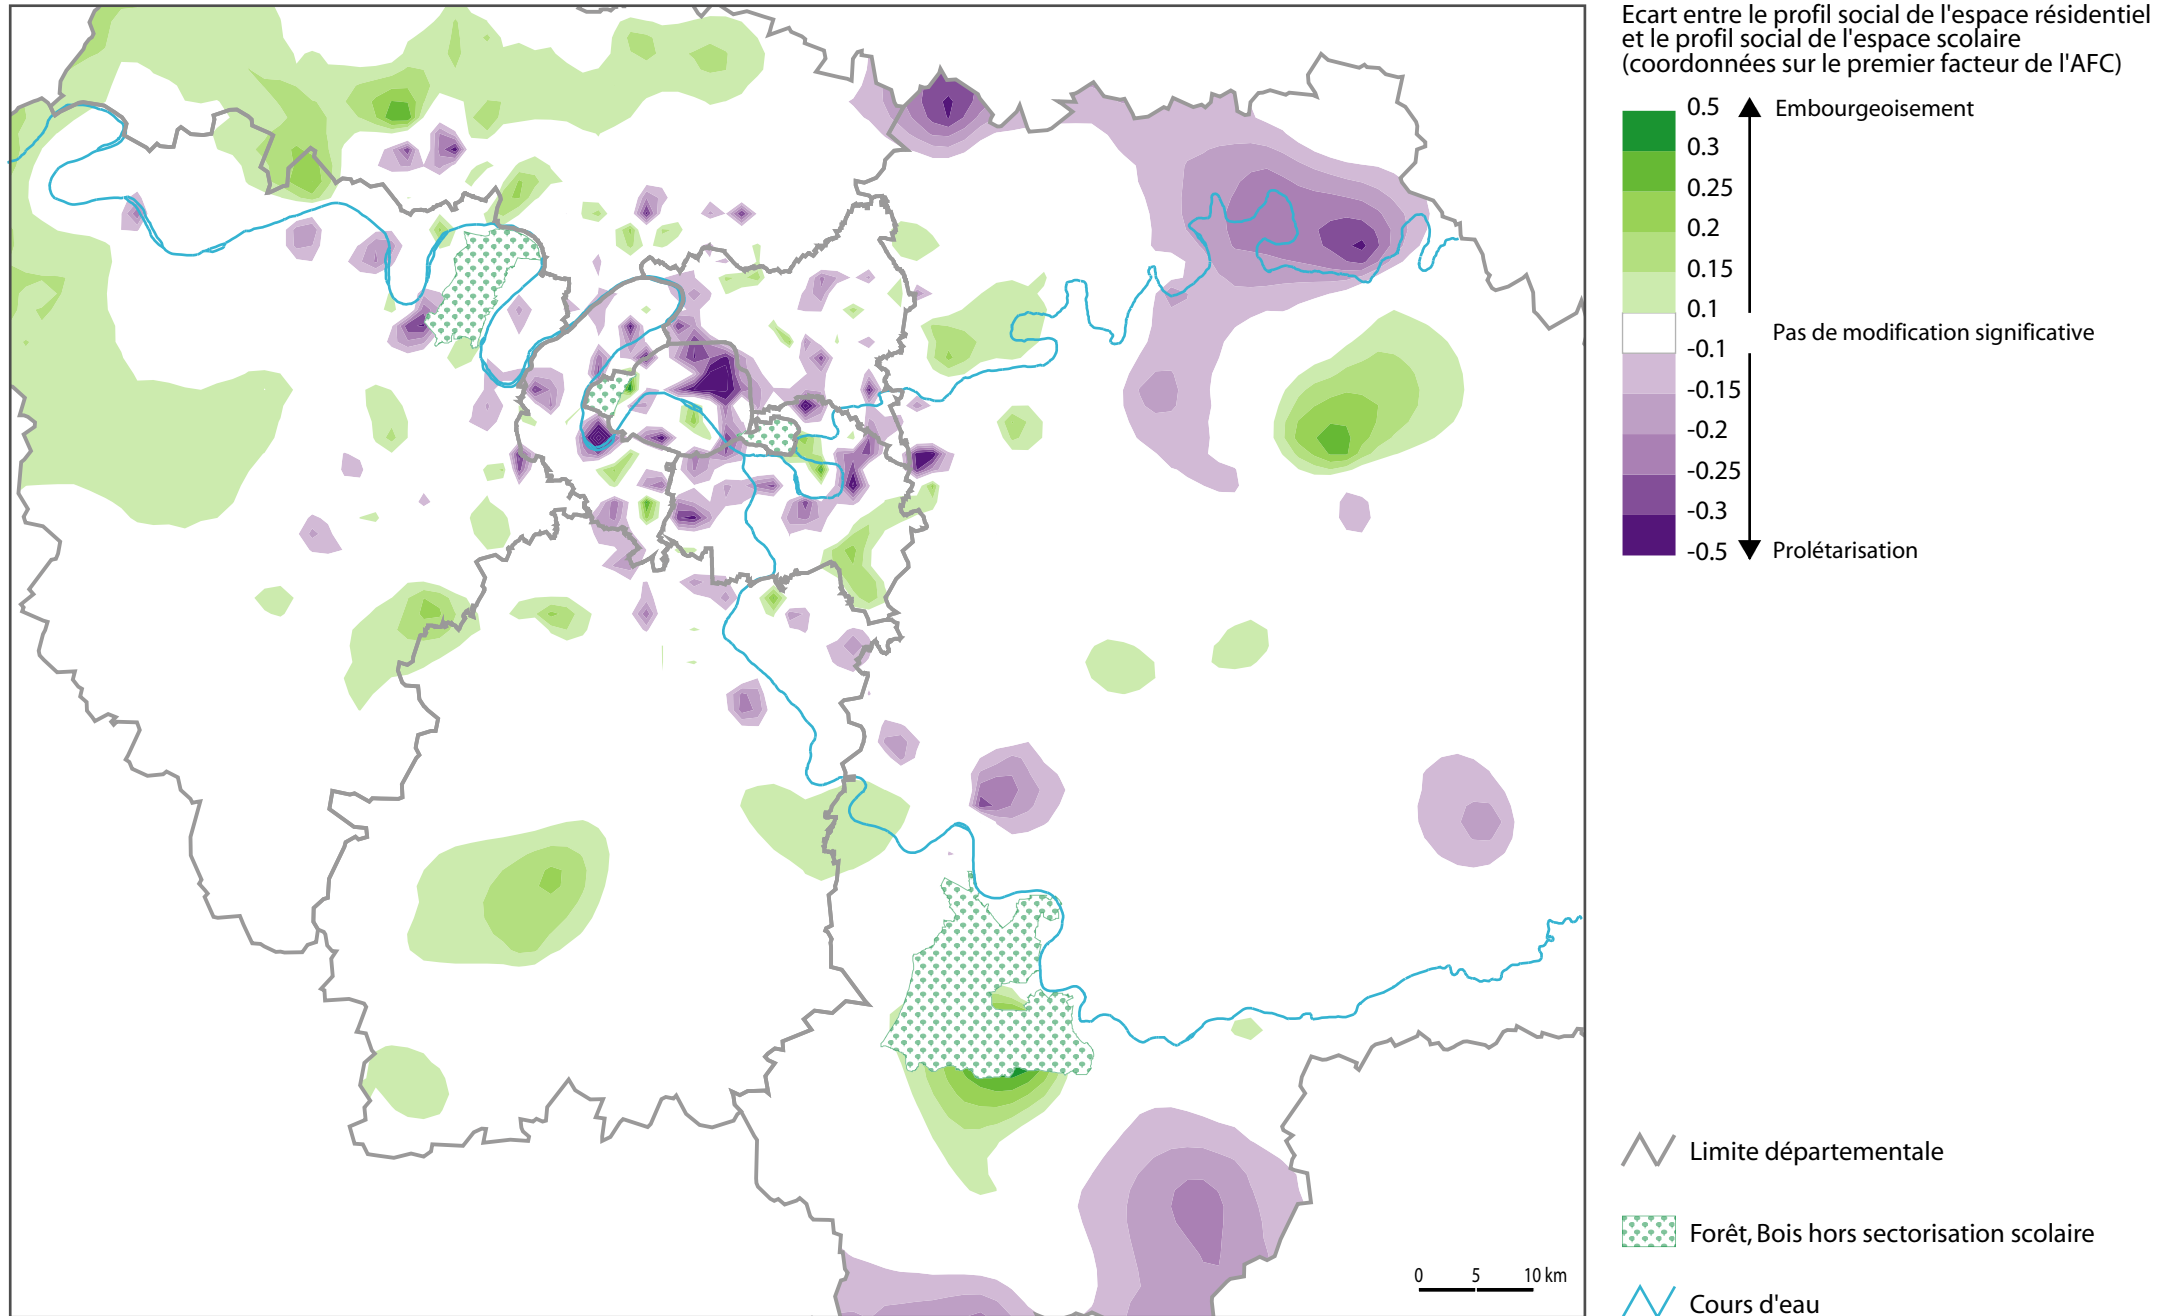 Ecart entre le profil social de l'espace résidentiel
et le profil social de l'espace scolaire
(coordonnées sur le premier facteur de l'AFC)
0.5
Embourgeoisement
0.3
0.25
0.2
0.15
0.1
Pas de modification significative
-0.1
-0.15
-0.2
-0.25
-0.3
-0.5
Prolétarisation
Limite départementale
Forêt, Bois hors sectorisation scolaire
Cours d'eau
0 5 10 km